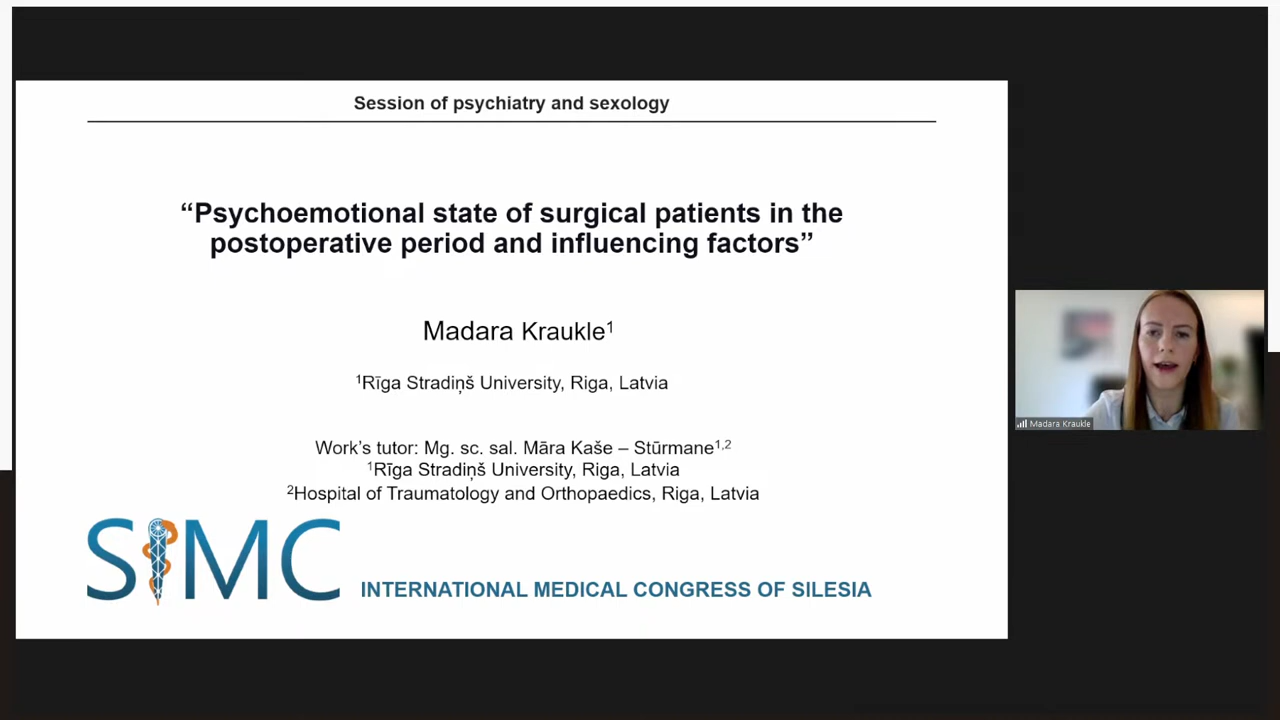 Session of psychiatry and sexology
“Psychoemotional state of surgical patients in the
postoperative period and influencing factors”
Madara Kraukle¹
¹Rīga Stradiņš University, Riga, Latvia
Work’s tutor: Mg. sc. sal. Māra Kaše – Stūrmane¹,²
¹Rīga Stradiņš University, Riga, Latvia
²Hospital of Traumatology and Orthopaedics, Riga, Latvia
SIMC
INTERNATIONAL MEDICAL CONGRESS OF SILESIA
Madara Kraukle